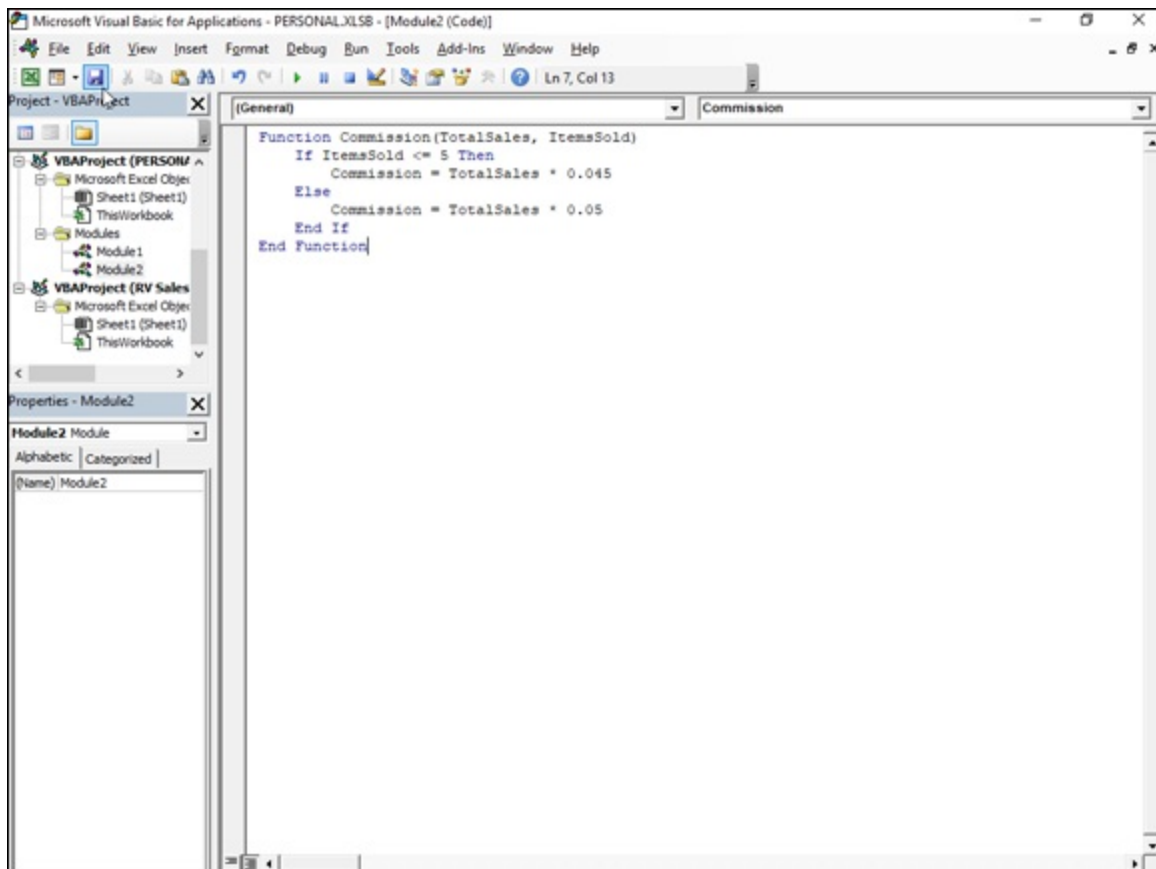 Microsoft Visual Basic for Applications - PERSONAL.XLSB - [Module2 (Code)]
File Edit View Insert Format Debug Run Tools Add-Ins Window Help
Ln 7, Col 13
Project - VBAProject
(General)
Commission
VBAProject (PERSONA
Microsoft Excel Objec
Sheet1 (Sheet1)
ThisWorkbook
Modules
Module1
Module2
VBAProject (RV Sales
Microsoft Excel Objec
Sheet1 (Sheet1)
ThisWorkbook
Properties - Module2
Module2 Module
Alphabetic Categorized
(Name) Module2
Function Commission(TotalSales, ItemsSold)
If ItemsSold <= 5 Then
Commission = TotalSales * 0.045
Else
Commission = TotalSales * 0.05
End If
End Function